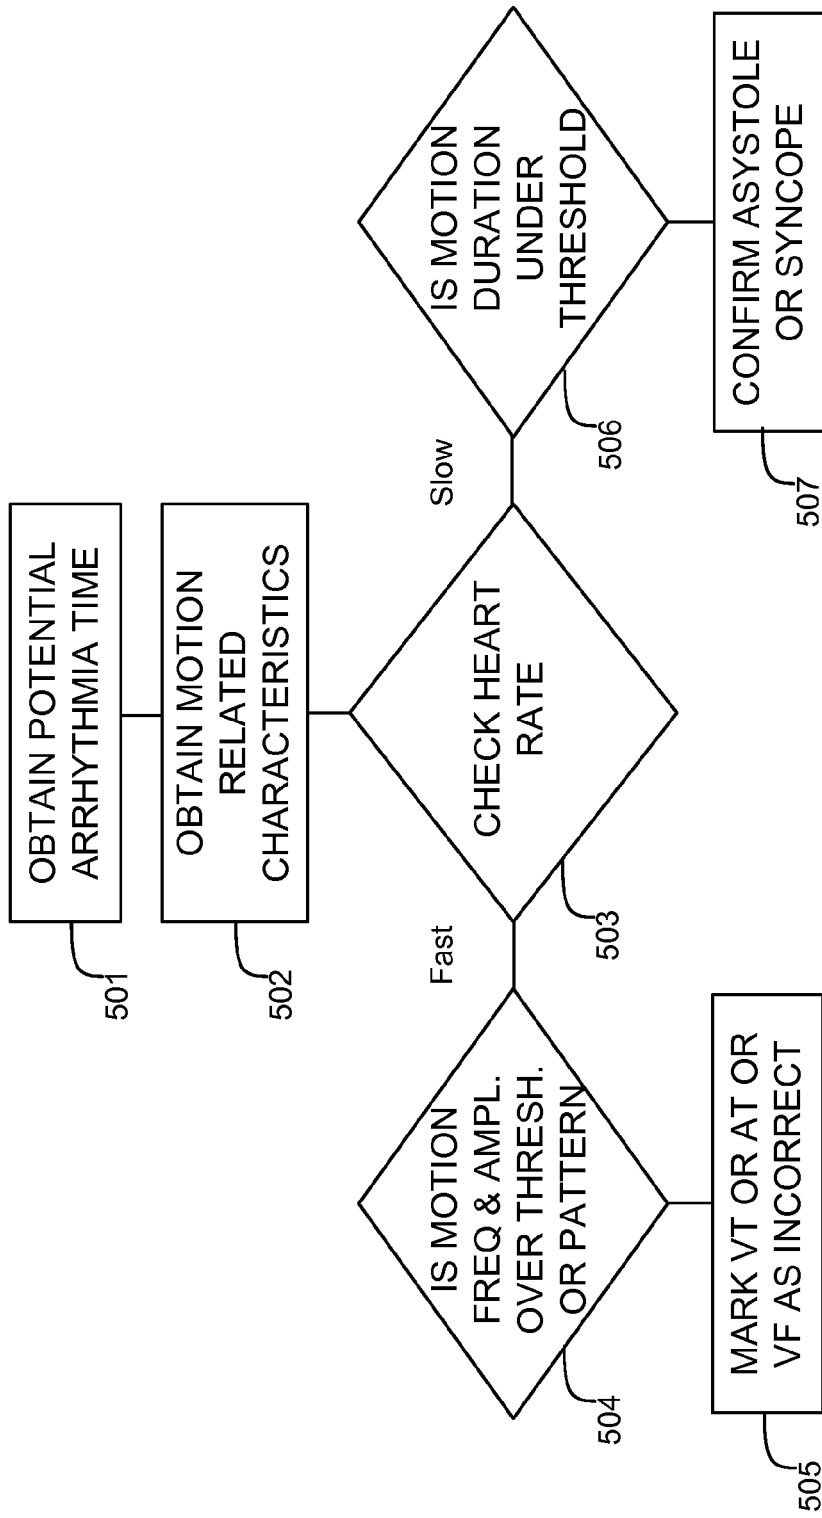 OBTAIN POTENTIAL
ARRHYTHMIA TIME
501
OBTAIN MOTION
RELATED
CHARACTERISTICS
502
CHECK HEART
RATE
503
Fast
Slow
IS MOTION
FREQ & AMPL.
OVER THRESH.
OR PATTERN
504
MARK VT OR AT OR
VF AS INCORRECT
505
IS MOTION
DURATION
UNDER
THRESHOLD
506
CONFIRM ASYSTOLE
OR SYNCOPE
507